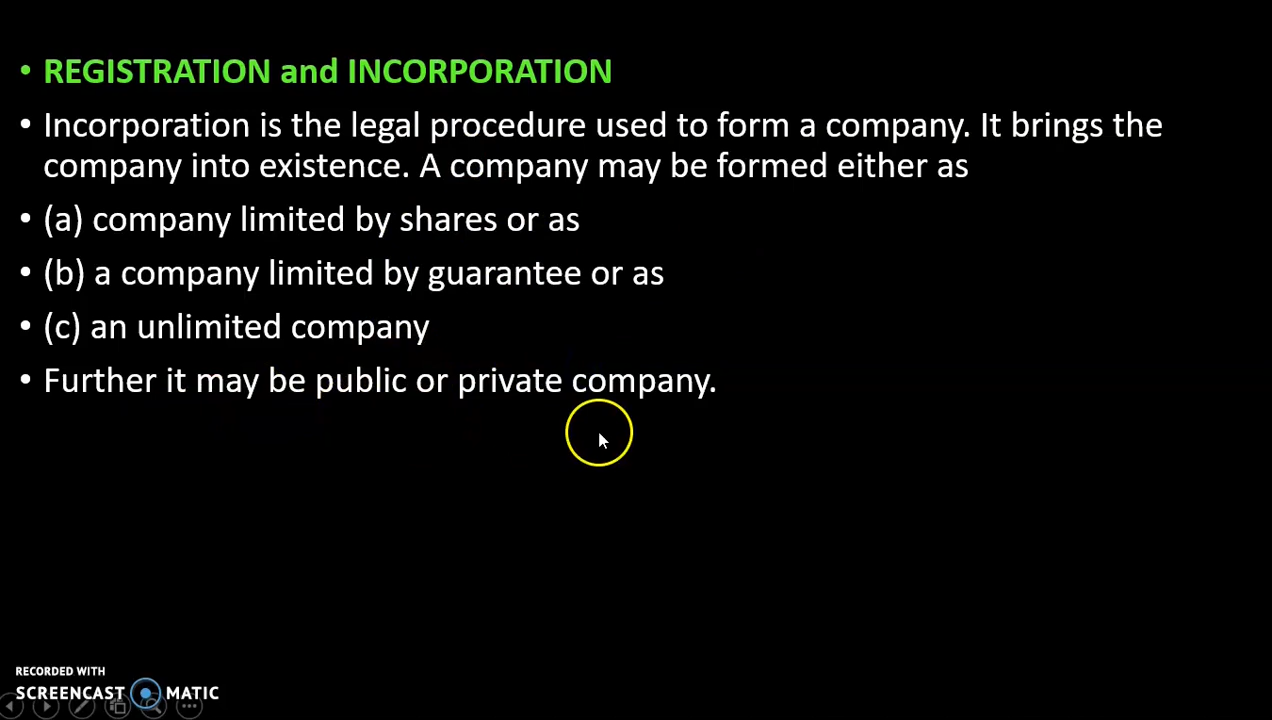 • REGISTRATION and INCORPORATION
• Incorporation is the legal procedure used to form a company. It brings the
company into existence. A company may be formed either as
• (a) company limited by shares or as
• (b) a company limited by guarantee or as
• (c) an unlimited company
• Further it may be public or private company.
RECORDED WITH
SCREENCAST MATIC